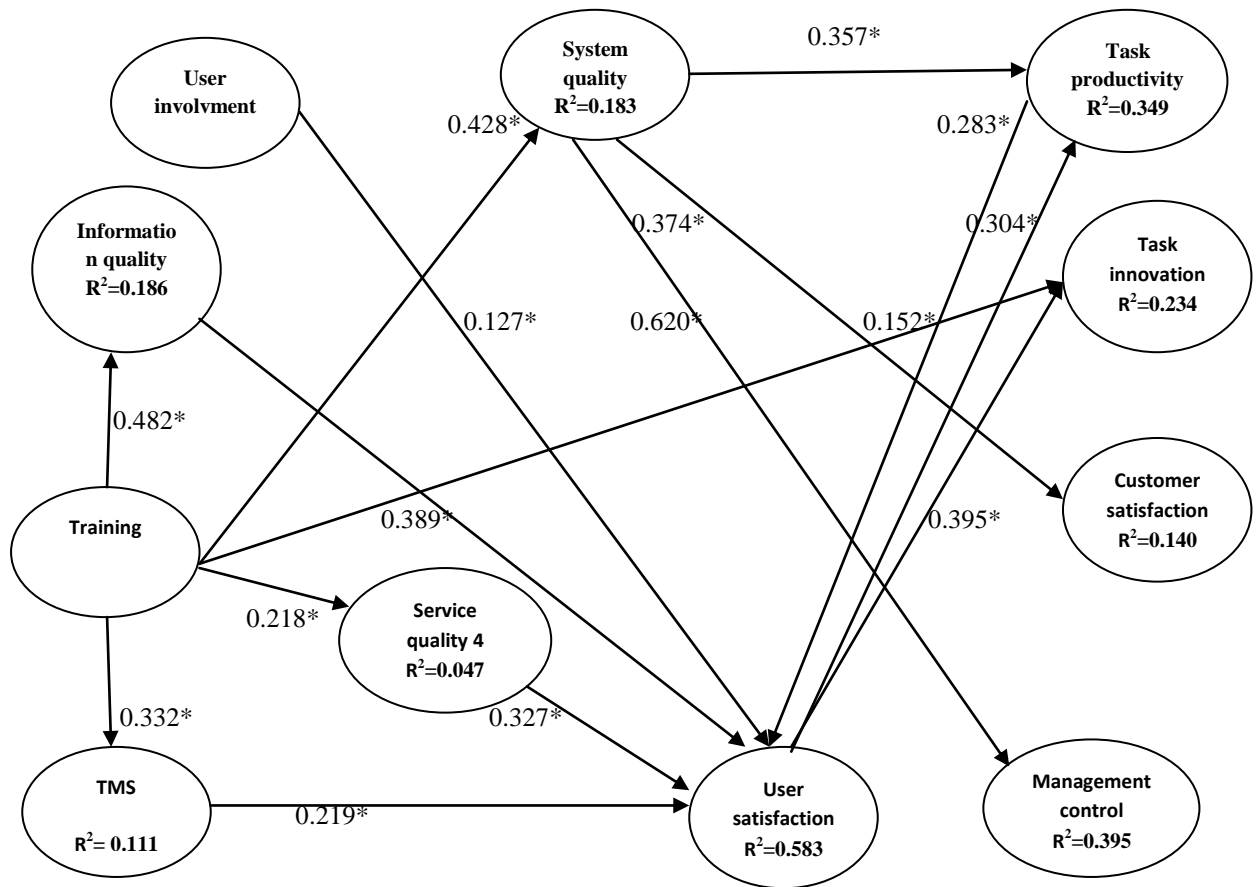 System
quality
R²=0.183
0.357*
Task
productivity
R²=0.349
User
involvment
0.428*
0.283*
Informatio
n quality
R²=0.186
0.374*
0.304*
Task
innovation
R²=0.234
0.127*
0.620*
0.152*
0.482*
Training
0.389*
0.395*
Customer
satisfaction
R²=0.140
0.218*
Service
quality 4
R²=0.047
0.332*
0.327*
TMS
R²= 0.111
0.219*
User
satisfaction
R²=0.583
Management
control
R²=0.395